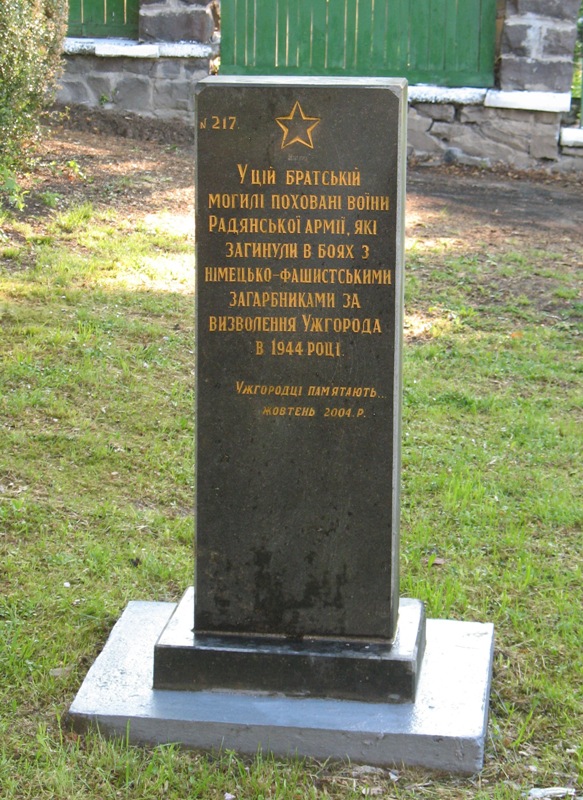 N 217.
У ЦІЙ БРАТСЬКІЙ
МОГИЛІ ПОХОВАНІ ВОЇНИ
РАДЯНСЬКОЇ АРМІЇ, ЯКІ
ЗАГИНУЛИ В БОЯХ З
НІМЕЦЬКО-ФАШИСТСЬКИМИ
ЗАГАРБНИКАМИ ЗА
ВИЗВОЛЕННЯ УЖГОРОДА
В 1944 РОЦІ.
УЖГОРОДЦІ ПАМ'ЯТАЮТЬ...
ЖОВТЕНЬ 2004.Р.